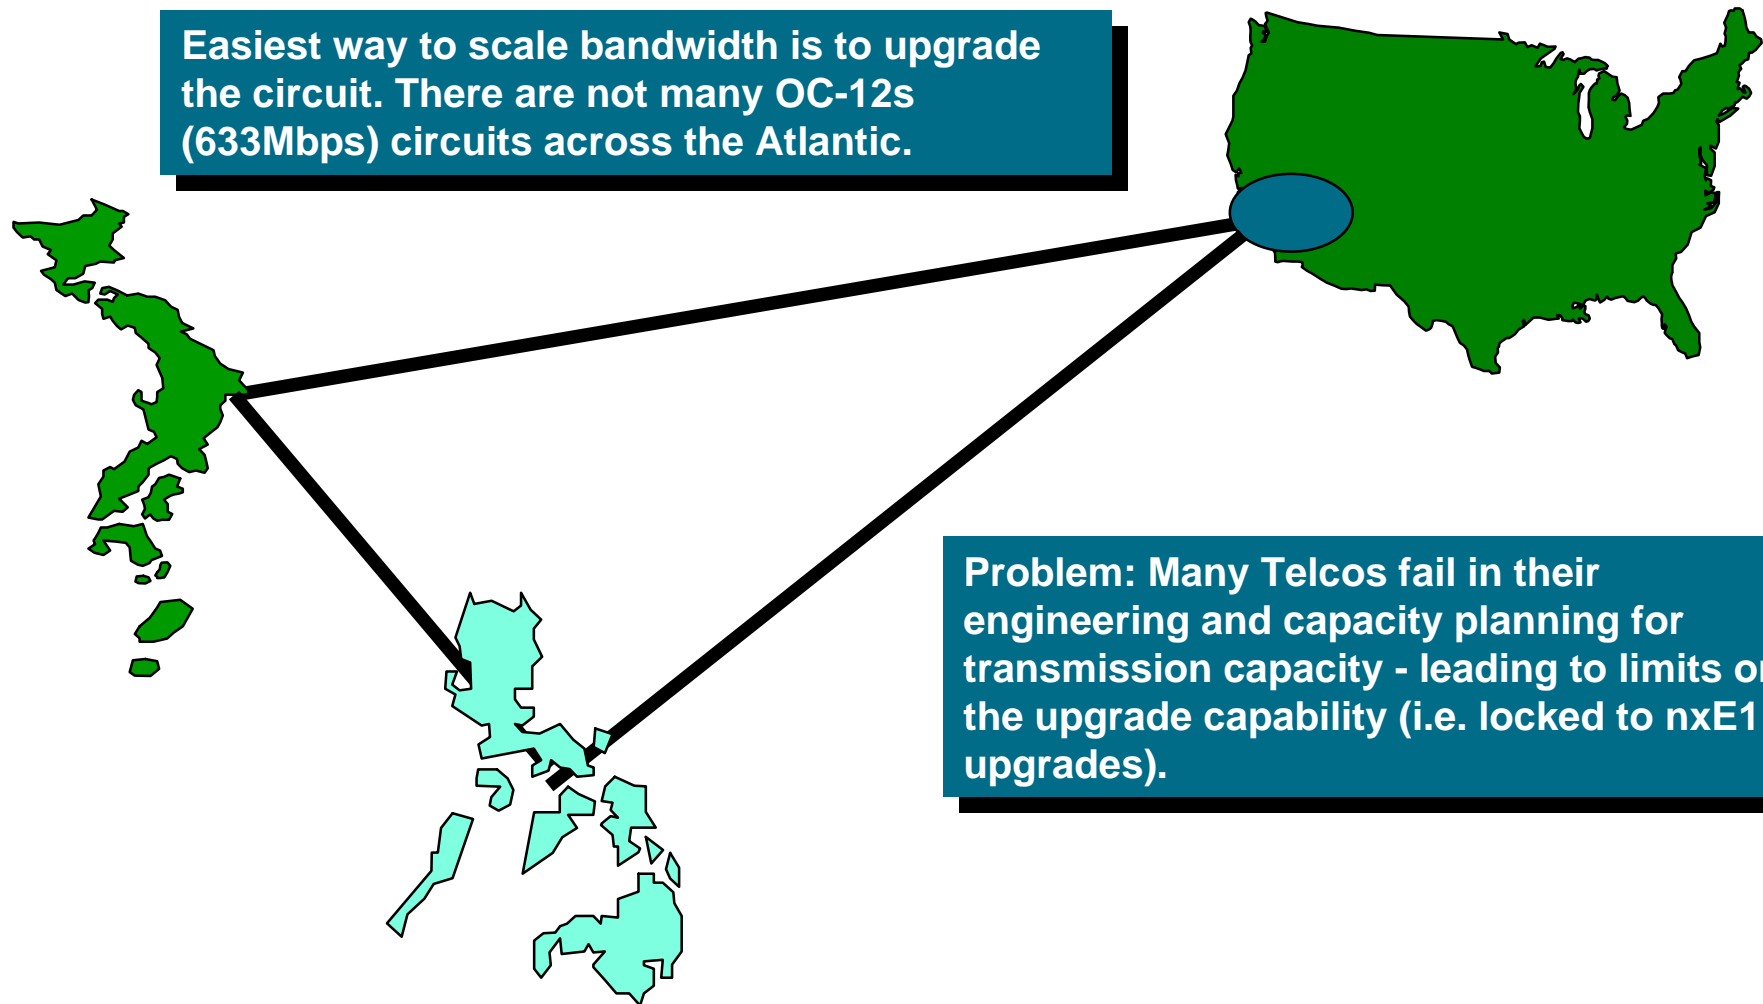 Easiest way to scale bandwidth is to upgrade
the circuit. There are not many OC-12s
(633Mbps) circuits across the Atlantic.
Problem: Many Telcos fail in their
engineering and capacity planning for
transmission capacity - leading to limits on
the upgrade capability (i.e. locked to nxE1
upgrades).